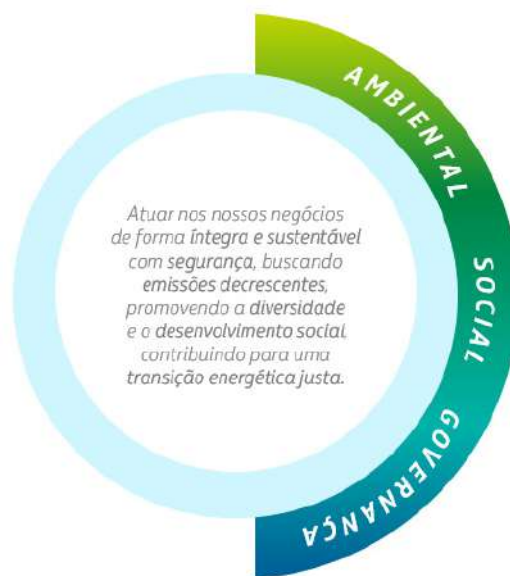 AMBIENTAL
SOCIAL
GOVERNANÇA
Atuar nos nossos negócios
de forma íntegra e sustentável
com segurança, buscando
emissões decrescentes,
promovendo a diversidade
e o desenvolvimento social
contribuindo para uma
transição energética justa.